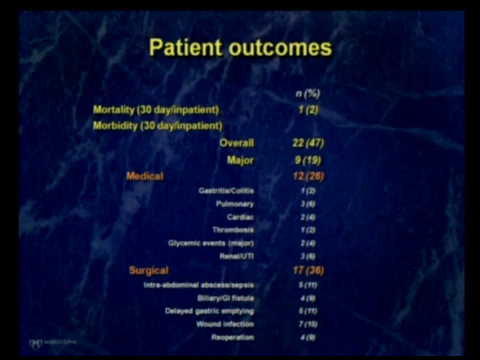 Patient outcomes
n (%)
Mortality (30 day/inpatient) 1 (2)
Morbidity (30 day/inpatient)
Overall 22 (47)
Major 9 (19)
Medical 12 (26)
Gastritis/Colitis 1 (2)
Pulmonary 3 (6)
Cardiac 2 (4)
Thrombosis 1 (2)
Glycemic events (major) 2 (4)
Renal/UTI 3 (6)
Surgical 17 (36)
Intra-abdominal abscess/sepsis 5 (11)
Biliary/GI fistula 4 (9)
Delayed gastric emptying 5 (11)
Wound infection 7 (15)
Reoperation 4 (9)
MAYO CLINIC